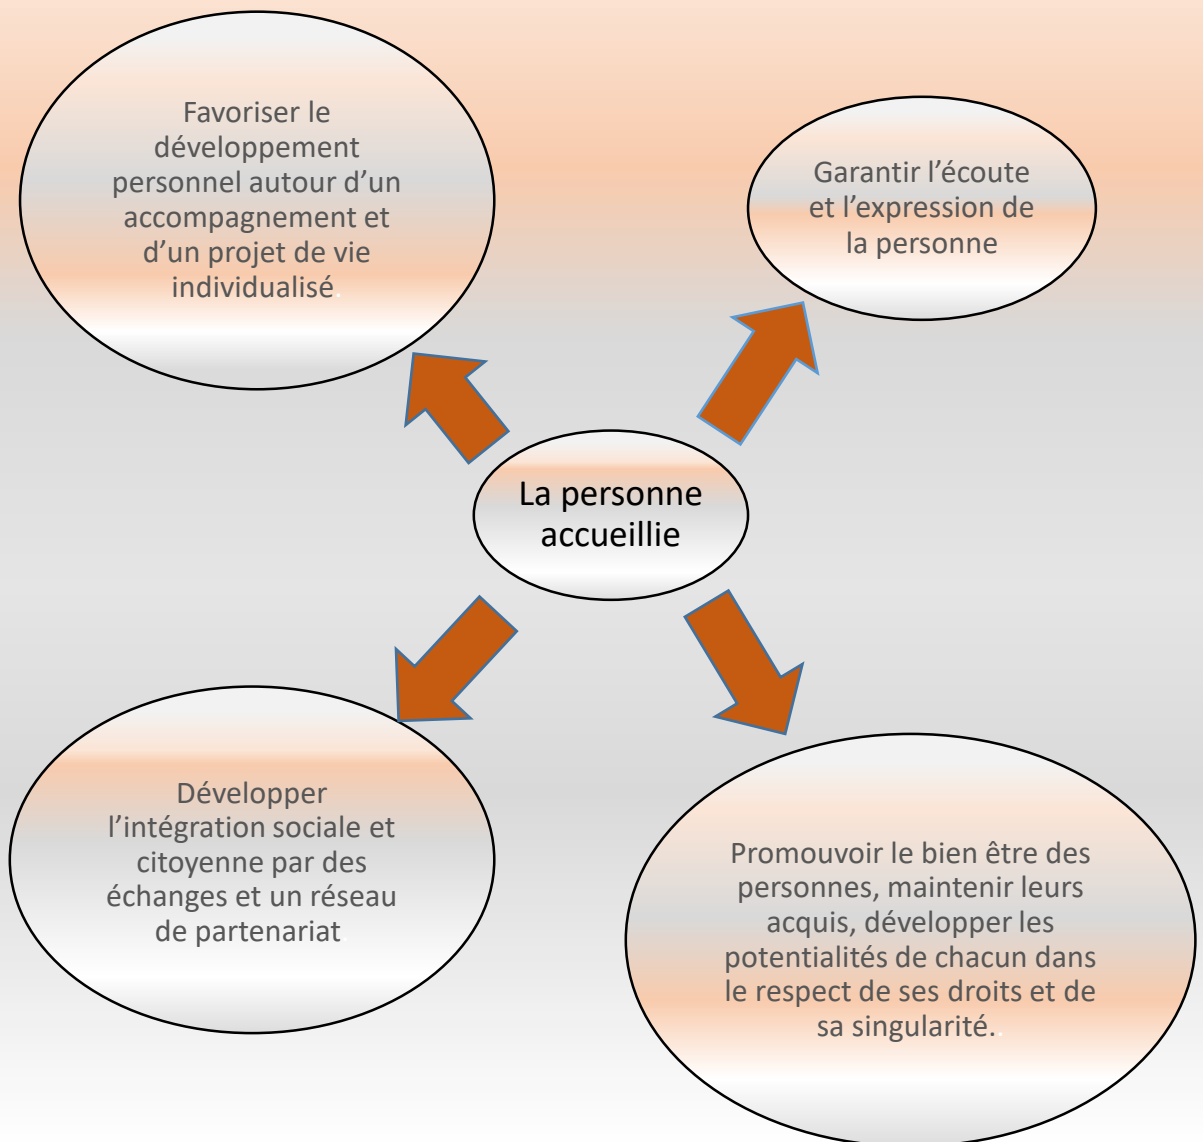 Favoriser le
développement
personnel autour d’un
accompagnement et
d’un projet de vie
individualisé.
Garantir l’écoute
et l’expression de
la personne
La personne
accueillie
Développer
l’intégration sociale et
citoyenne par des
échanges et un réseau
de partenariat
Promouvoir le bien être des
personnes, maintenir leurs
acquis, développer les
potentialités de chacun dans
le respect de ses droits et de
sa singularité..